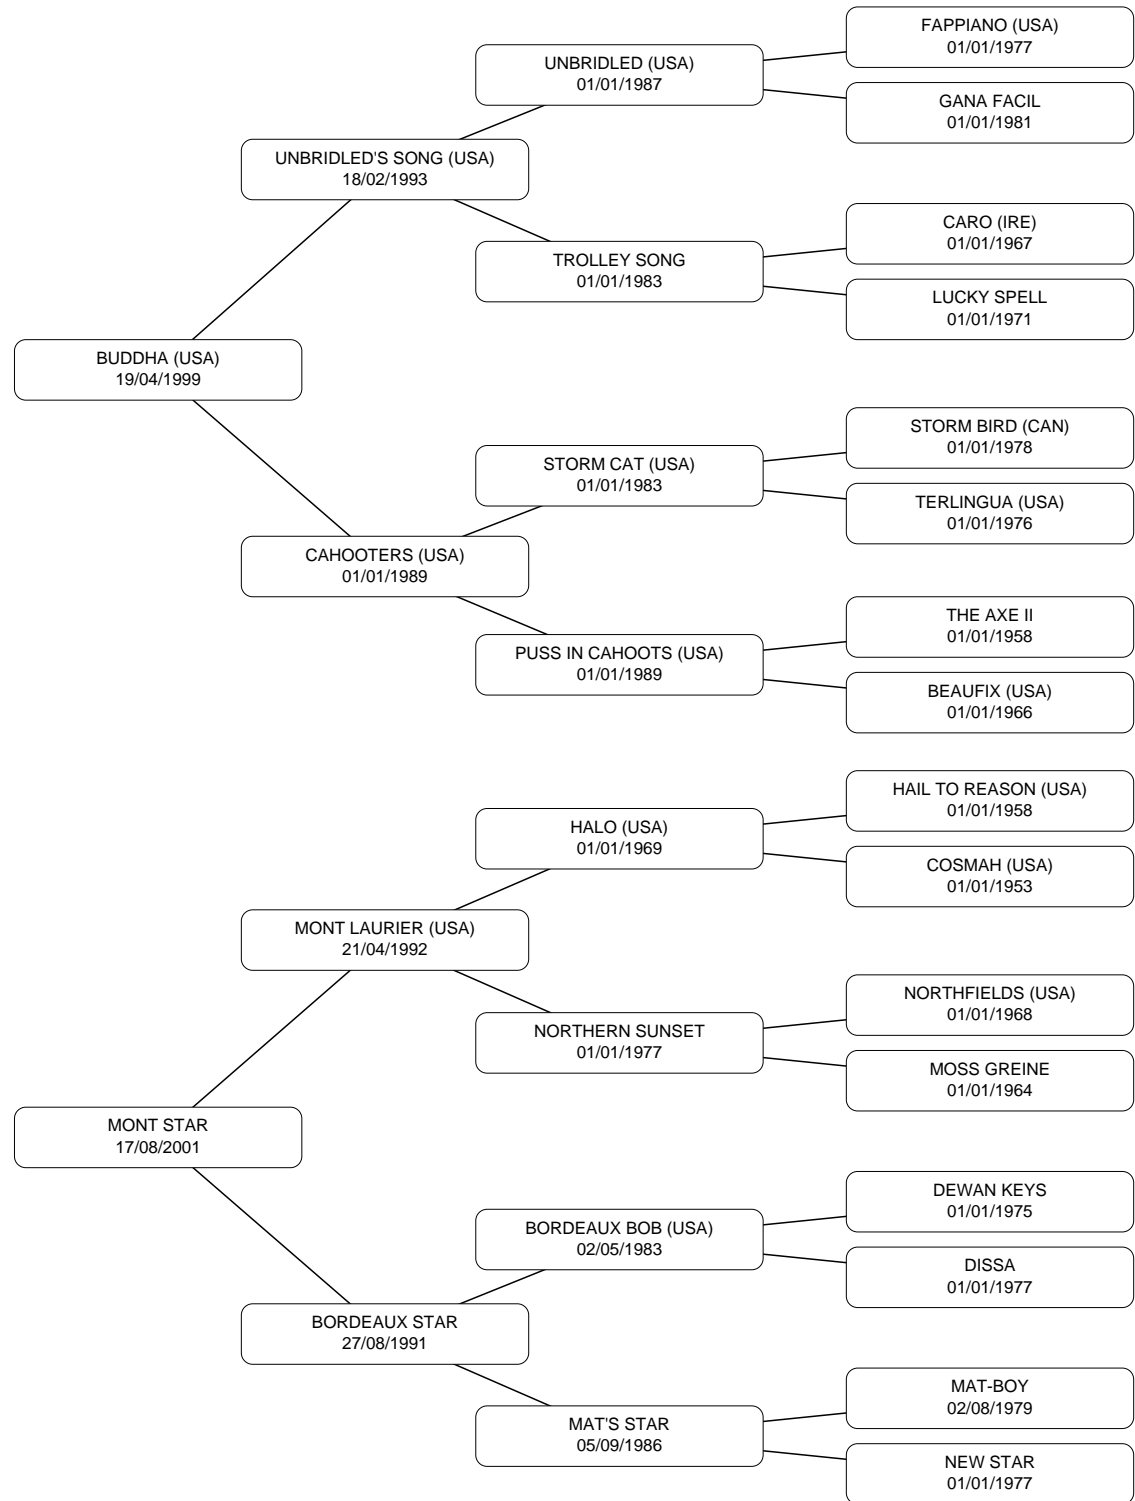 FAPPIANO (USA)
01/01/1977
UNBRIDLED (USA)
01/01/1987
GANA FACIL
01/01/1981
UNBRIDLED'S SONG (USA)
18/02/1993
CARO (IRE)
01/01/1967
TROLLEY SONG
01/01/1983
LUCKY SPELL
01/01/1971
BUDDHA (USA)
19/04/1999
STORM BIRD (CAN)
01/01/1978
STORM CAT (USA)
01/01/1983
TERLINGUA (USA)
01/01/1976
CAHOOTERS (USA)
01/01/1989
THE AXE II
01/01/1958
PUSS IN CAHOOTS (USA)
01/01/1989
BEAUFIX (USA)
01/01/1966
HAIL TO REASON (USA)
01/01/1958
HALO (USA)
01/01/1969
COSMAH (USA)
01/01/1953
MONT LAURIER (USA)
21/04/1992
NORTHFIELDS (USA)
01/01/1968
NORTHERN SUNSET
01/01/1977
MOSS GREINE
01/01/1964
MONT STAR
17/08/2001
DEWAN KEYS
01/01/1975
BORDEAUX BOB (USA)
02/05/1983
DISSA
01/01/1977
BORDEAUX STAR
27/08/1991
MAT-BOY
02/08/1979
MAT'S STAR
05/09/1986
NEW STAR
01/01/1977